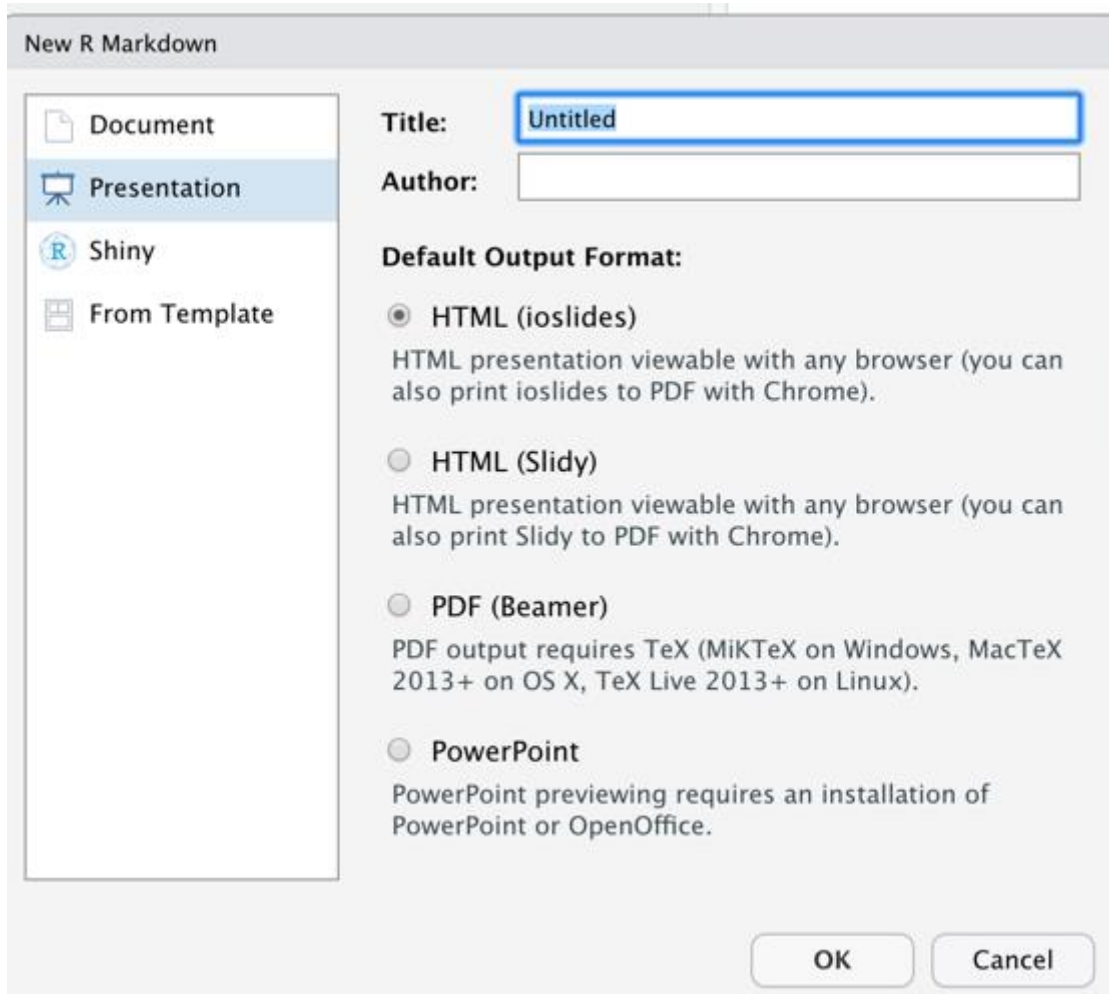 New R Markdown
Document
Presentation
R Shiny
From Template
Title: Untitled
Author:
Default Output Format:
HTML (ioslides)
HTML presentation viewable with any browser (you can
also print ioslides to PDF with Chrome).
HTML (Slidy)
HTML presentation viewable with any browser (you can
also print Slidy to PDF with Chrome).
PDF (Beamer)
PDF output requires TeX (MiKTeX on Windows, MacTeX
2013+ on OS X, TeX Live 2013+ on Linux).
PowerPoint
PowerPoint previewing requires an installation of
PowerPoint or OpenOffice.
OK Cancel